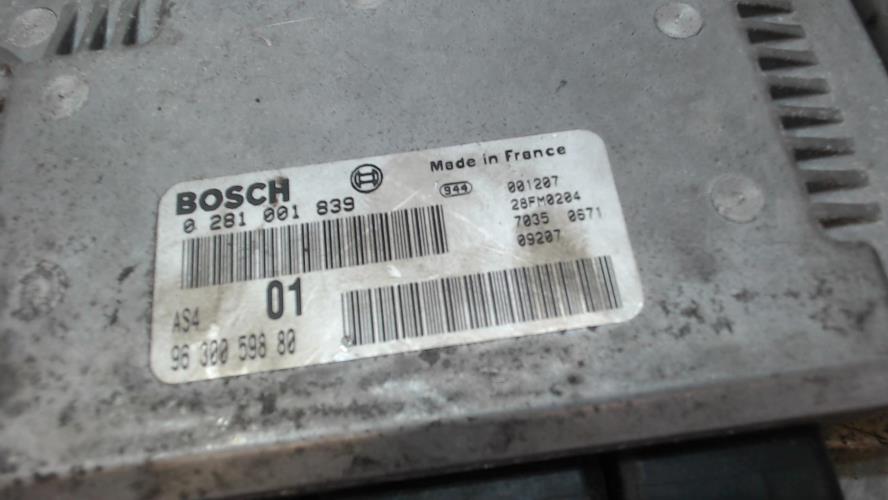 BOSCH
Made in France
0 281 001 839
944
001207
28FM0204
7035 0671
09207
01
AS4
96 300 598 80